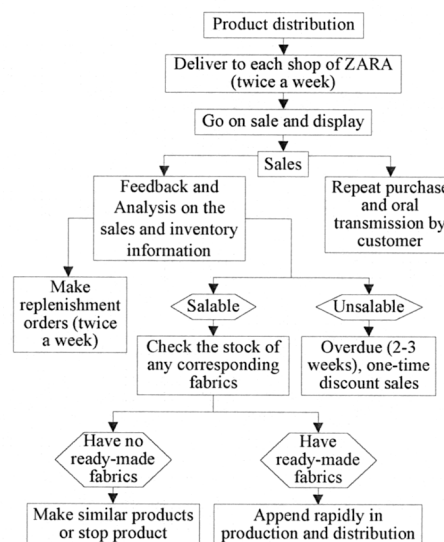 Product distribution
Deliver to each shop of ZARA
(twice a week)
Go on sale and display
Sales
Feedback and
Analysis on the
sales and inventory
information
Repeat purchase
and oral
transmission by
customer
Make
replenishment
orders (twice
a week)
Salable
Unsalable
Check the stock of
any corresponding
fabrics
Overdue (2-3
weeks), one-time
discount sales
Have no
ready-made
fabrics
Have
ready-made
fabrics
Make similar products
or stop product
Append rapidly in
production and distribution